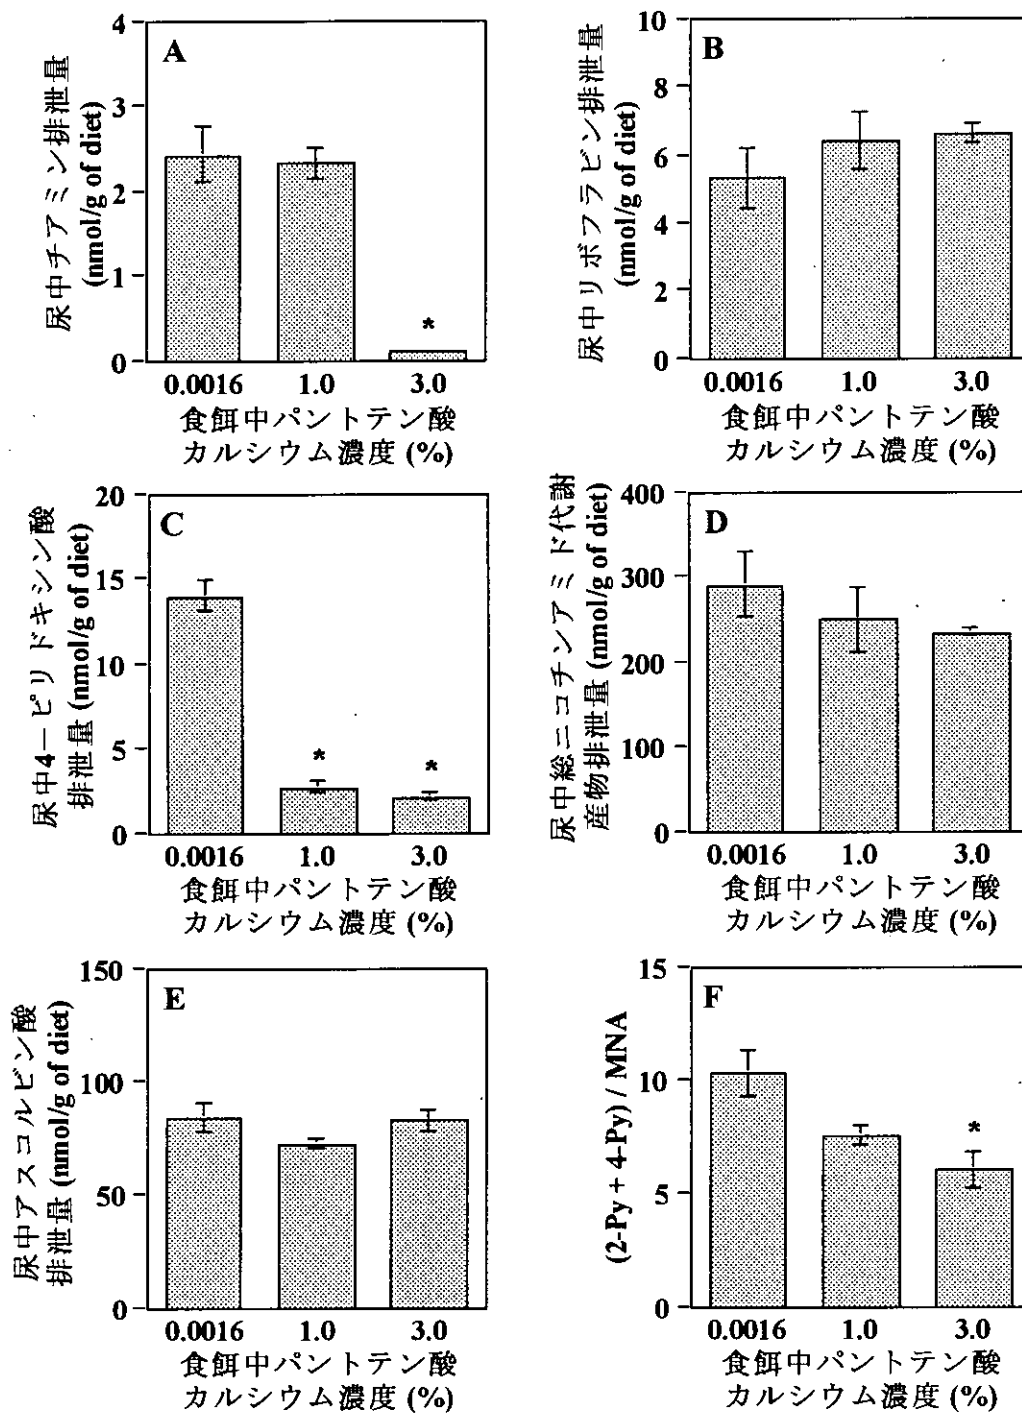 尿中チアミン排泄量
(nmol/g of diet)
4
3
2
1
0
A
*
0.0016 1.0 3.0
食餌中パントテン酸
カルシウム濃度 (%)
尿中リボフラビン排泄量
(nmol/g of diet)
10
8
6
4
2
0
B
0.0016 1.0 3.0
食餌中パントテン酸
カルシウム濃度 (%)
尿中4－ピリドキシン酸
排泄量 (nmol/g of diet)
20
15
10
5
0
C
*
*
0.0016 1.0 3.0
食餌中パントテン酸
カルシウム濃度 (%)
尿中総ニコチンアミド代謝
産物排泄量 (nmol/g of diet)
400
300
200
100
0
D
0.0016 1.0 3.0
食餌中パントテン酸
カルシウム濃度 (%)
尿中アスコルビン酸
排泄量 (nmol/g of diet)
150
100
50
0
E
0.0016 1.0 3.0
食餌中パントテン酸
カルシウム濃度 (%)
(2-Py + 4-Py) / MNA
15
10
5
0
F
*
0.0016 1.0 3.0
食餌中パントテン酸
カルシウム濃度 (%)